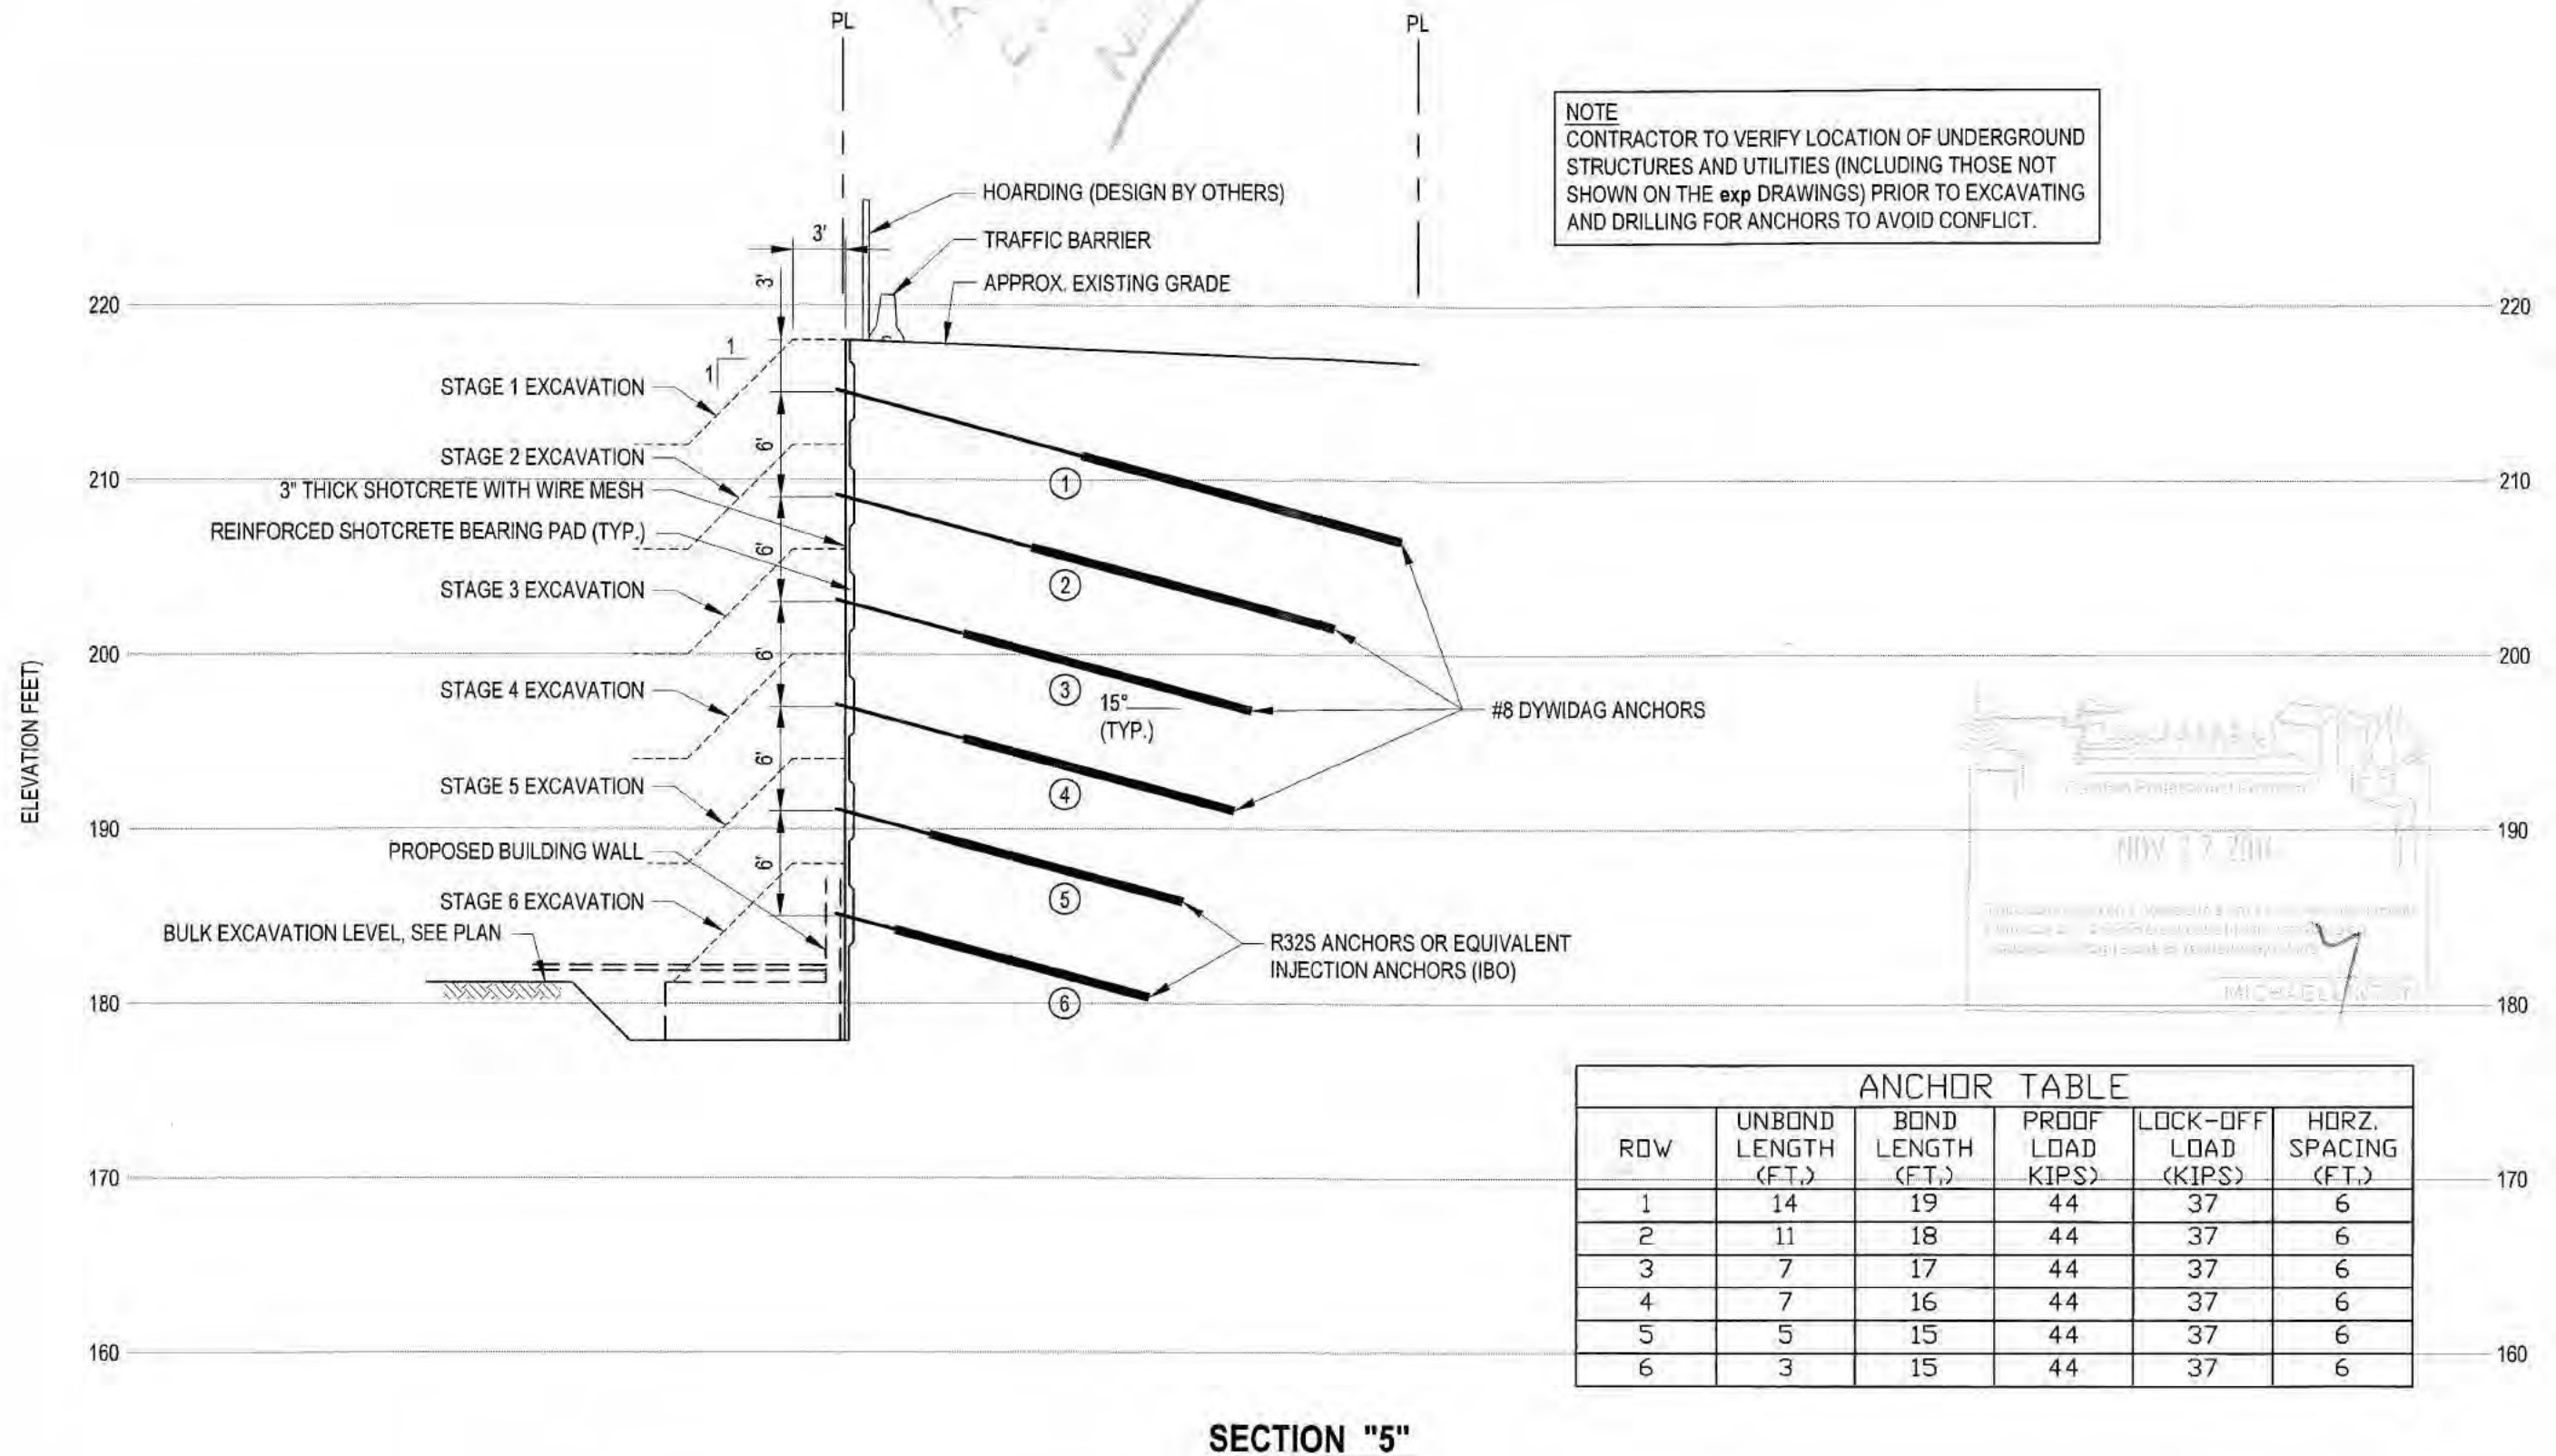 PL
PL
NOTE
CONTRACTOR TO VERIFY LOCATION OF UNDERGROUND
STRUCTURES AND UTILITIES (INCLUDING THOSE NOT
SHOWN ON THE exp DRAWINGS) PRIOR TO EXCAVATING
AND DRILLING FOR ANCHORS TO AVOID CONFLICT.
HOARDING (DESIGN BY OTHERS)
TRAFFIC BARRIER
APPROX. EXISTING GRADE
3'
3'
220
220
1
1
STAGE 1 EXCAVATION
6'
STAGE 2 EXCAVATION
210
210
3" THICK SHOTCRETE WITH WIRE MESH
1
REINFORCED SHOTCRETE BEARING PAD (TYP.)
6'
2
STAGE 3 EXCAVATION
200
200
6'
ELEVATION FEET)
STAGE 4 EXCAVATION
3
15°
(TYP.)
#8 DYWIDAG ANCHORS
6'
STAGE 5 EXCAVATION
4
190
190
PROPOSED BUILDING WALL
6'
NOV 27
STAGE 6 EXCAVATION
5
BULK EXCAVATION LEVEL, SEE PLAN
R32S ANCHORS OR EQUIVALENT
INJECTION ANCHORS (IBO)
180
180
6
MICHAEL
ANCHOR TABLE
ROW UNBOND LENGTH (FT.) BOND LENGTH (FT.) PROOF LOAD KIPS) LOCK-OFF LOAD (KIPS) HORZ. SPACING (FT.)
170
170
1 14 19 44 37 6
2 11 18 44 37 6
3 7 17 44 37 6
4 7 16 44 37 6
5 5 15 44 37 6
6 3 15 44 37 6
160
160
SECTION "5"